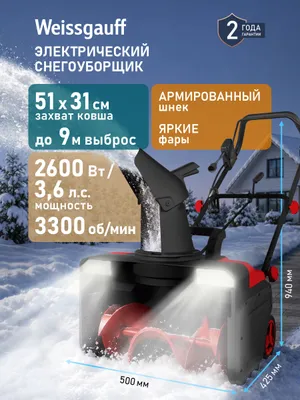 Weissgauff
ЭЛЕКТРИЧЕСКИЙ
СНЕГОУБОРЩИК
2
ГОДА
ГАРАНТИИ
51 х 31 см
захват ковша
до 9 м выброс
АРМИРОВАННЫЙ
шнек
ЯРКИЕ
фары
2600 Вт/
3,6 л.с.
мощность
3300 об/мин
940 мм
500 мм
425 мм